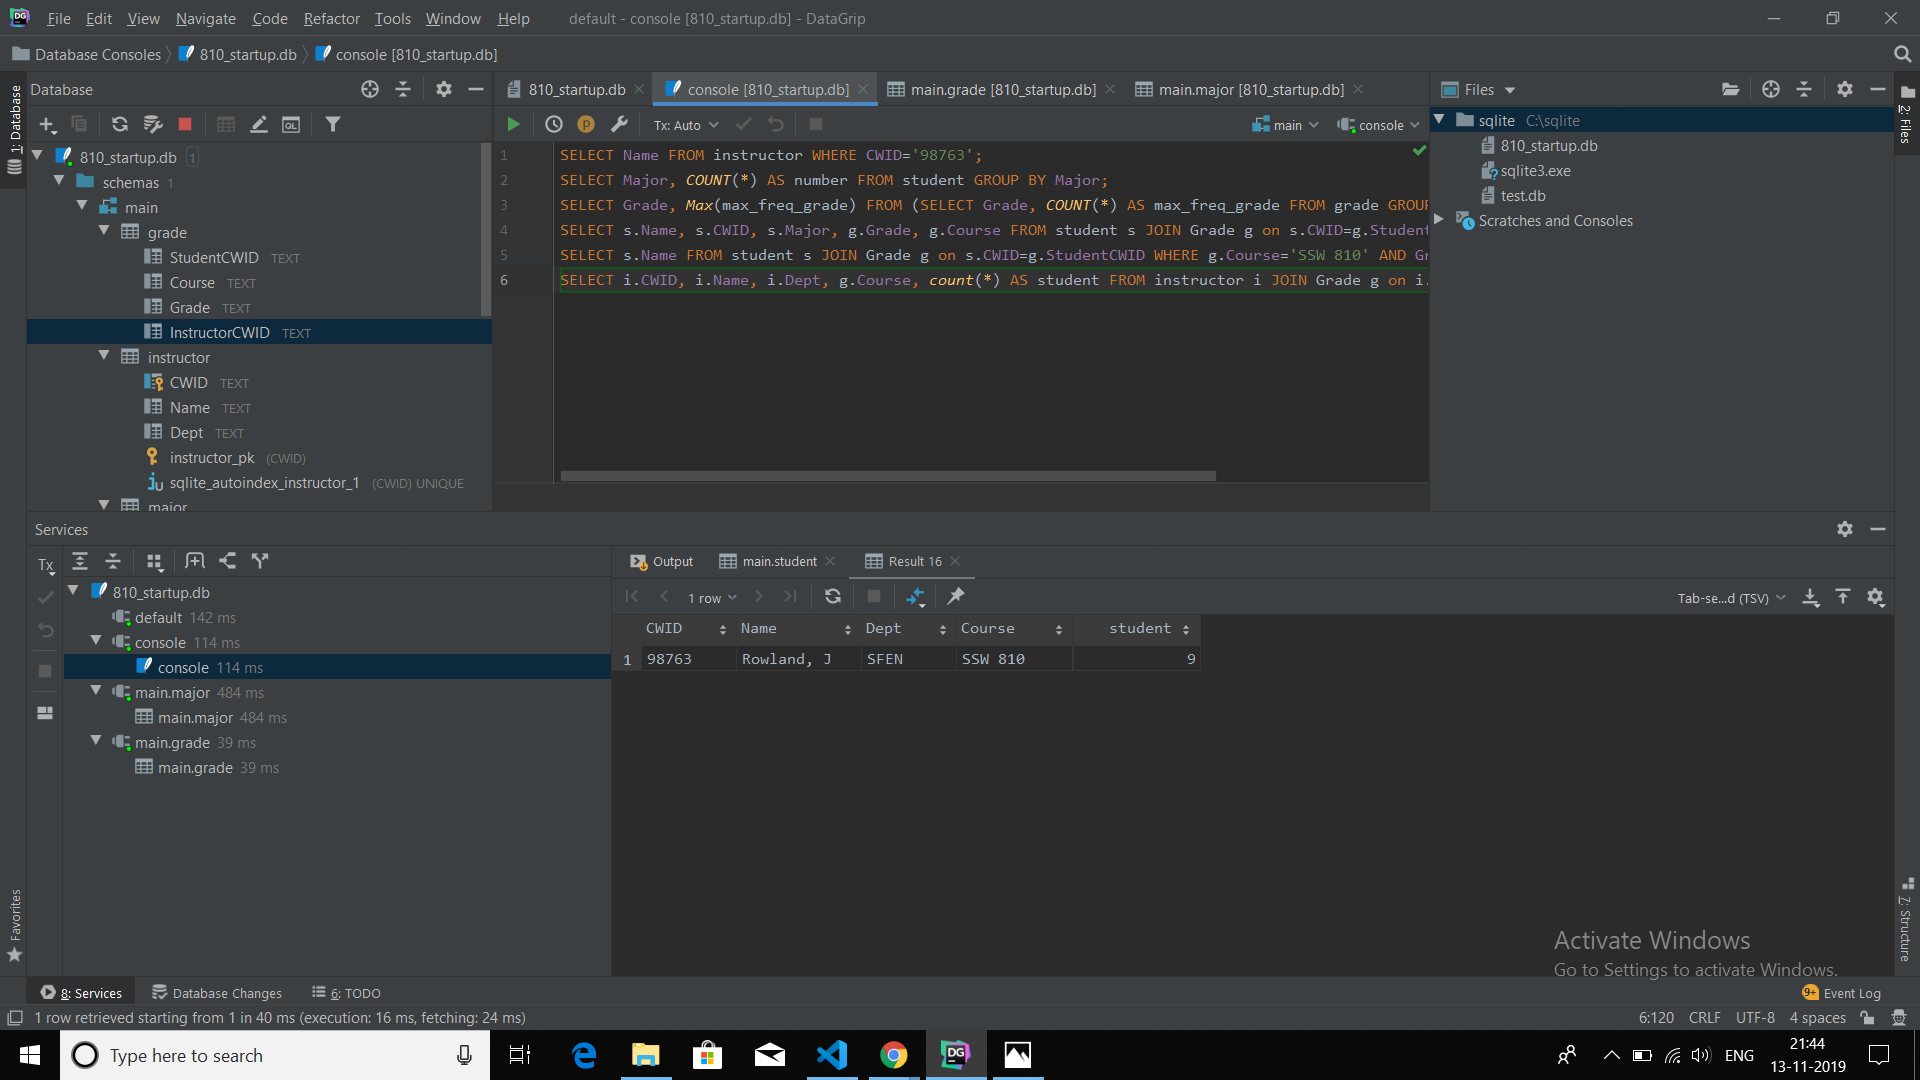 File Edit View Navigate Code Refactor Tools Window Help default - console [810_startup.db] - DataGrip
Database Consoles 810_startup.db console [810_startup.db]
1: Database
Database
810_startup.db 1
schemas 1
main
grade
StudentCWID TEXT
Course TEXT
Grade TEXT
InstructorCWID TEXT
instructor
CWID TEXT
Name TEXT
Dept TEXT
instructor_pk (CWID)
sqlite_autoindex_instructor_1 (CWID) UNIQUE
major
810_startup.db console [810_startup.db] main.grade [810_startup.db] main.major [810_startup.db]
Tx: Auto main console
1 SELECT Name FROM instructor WHERE CWID='98763';
2 SELECT Major, COUNT(*) AS number FROM student GROUP BY Major;
3 SELECT Grade, Max(max_freq_grade) FROM (SELECT Grade, COUNT(*) AS max_freq_grade FROM grade GROUP
4 SELECT s.Name, s.CWID, s.Major, g.Grade, g.Course FROM student s JOIN Grade g on s.CWID=g.Student
5 SELECT s.Name FROM student s JOIN Grade g on s.CWID=g.StudentCWID WHERE g.Course='SSW 810' AND Gr
6 SELECT i.CWID, i.Name, i.Dept, g.Course, count(*) AS student FROM instructor i JOIN Grade g on i.
Files
sqlite C:\sqlite
810_startup.db
sqlite3.exe
test.db
Scratches and Consoles
2: Files
Services
Tx
810_startup.db
default 142 ms
console 114 ms
console 114 ms
main.major 484 ms
main.major 484 ms
main.grade 39 ms
main.grade 39 ms
Output main.student Result 16
1 row Tab-se...d (TSV)
CWID Name Dept Course student
1 98763 Rowland, J SFEN SSW 810 9
Favorites
7: Structure
Activate Windows
Go to Settings to activate Windows.
8: Services Database Changes 6: TODO 9+ Event Log
1 row retrieved starting from 1 in 40 ms (execution: 16 ms, fetching: 24 ms) 6:120 CRLF UTF-8 4 spaces
Type here to search ENG 21:44
13-11-2019